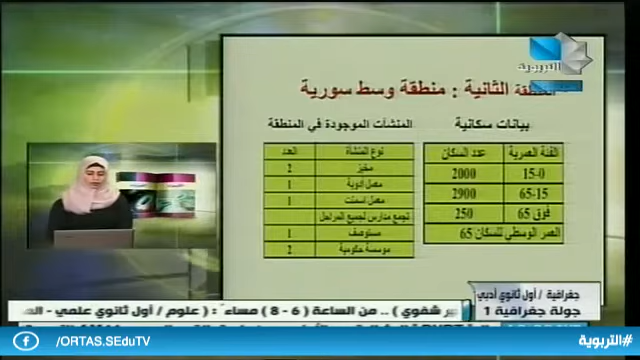 التربوية
المنطقة الثانية : منطقة وسط سورية
بيانات سكانية
الفئة العمرية عدد السكان
15-0 2000
65-15 2900
فوق 65 250
العمر الوسطي للسكان 65
المنشآت الموجودة في المنطقة
نوع المنشأة العدد
مخبز 2
معمل أدوية 1
معمل اسمنت 1
تجمع مدارس لجميع المراحل
مستوصف 1
مؤسسة حكومية 2
جغرافية / أول ثانوي أدبي
جولة جغرافية 1
شفوي ) .. من الساعة ( 6 - 8 ) مساءً : ( علوم / أول ثانوي علمي -
/ORTAS.SEduTV
#التربوية